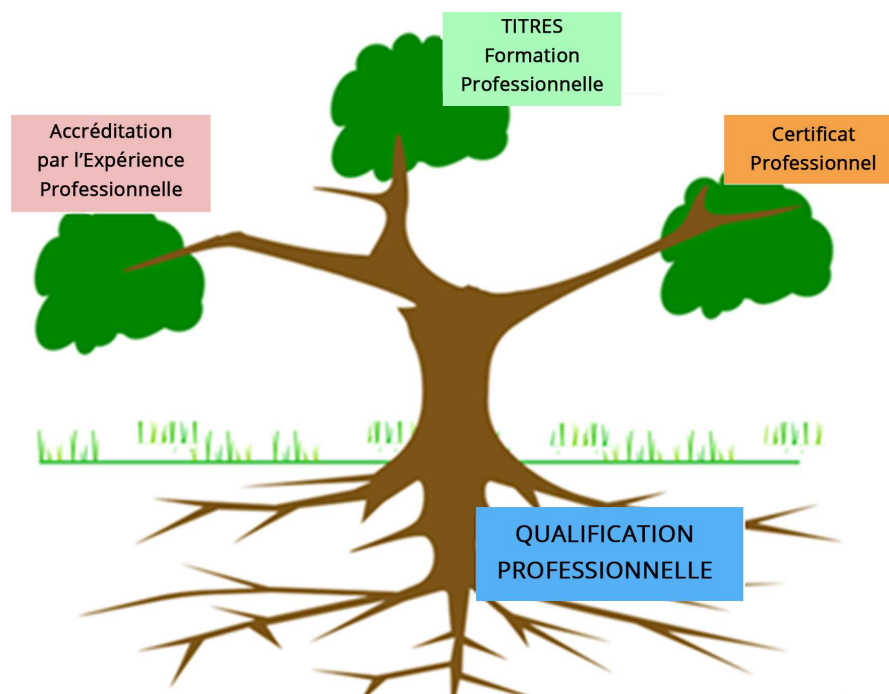 TITRES
Formation
Professionnelle
Accréditation
par l’Expérience
Professionnelle
Certificat
Professionnel
QUALIFICATION
PROFESSIONNELLE